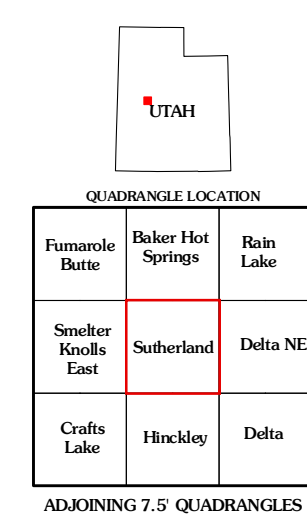 UTAH
QUADRANGLE LOCATION
Fumarole
Butte
Baker Hot
Springs
Rain
Lake
Smelter
Knolls
East
Sutherland
Delta NE
Crafts
Lake
Hinckley
Delta
ADJOINING 7.5' QUADRANGLES